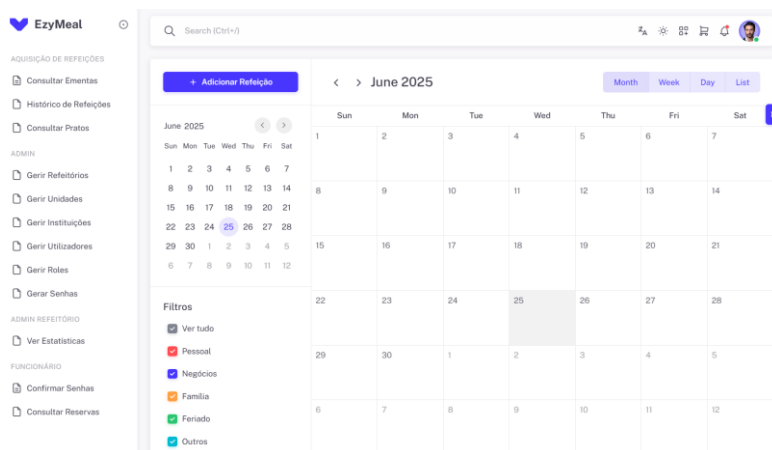 EzyMeal
Search (Ctrl+/)
AQUISIÇÃO DE REFEIÇÕES
Consultar Ementas
Histórico de Refeições
Consultar Pratos
ADMIN
Gerir Refeitórios
Gerir Unidades
Gerir Instituições
Gerir Utilizadores
Gerir Roles
Gerar Senhas
ADMIN REFEITÓRIO
Ver Estatísticas
FUNCIONÁRIO
Confirmar Senhas
Consultar Reservas
+ Adicionar Refeição
June 2025
Sun Mon Tue Wed Thu Fri Sat
1 2 3 4 5 6 7
8 9 10 11 12 13 14
15 16 17 18 19 20 21
22 23 24 25 26 27 28
29 30 1 2 3 4 5
6 7 8 9 10 11 12
Filtros
Ver tudo
Pessoal
Negócios
Família
Feriado
Outros
June 2025
Month Week Day List
Sun Mon Tue Wed Thu Fri Sat
1 2 3 4 5 6 7
8 9 10 11 12 13 14
15 16 17 18 19 20 21
22 23 24 25 26 27 28
29 30 1 2 3 4 5
6 7 8 9 10 11 12